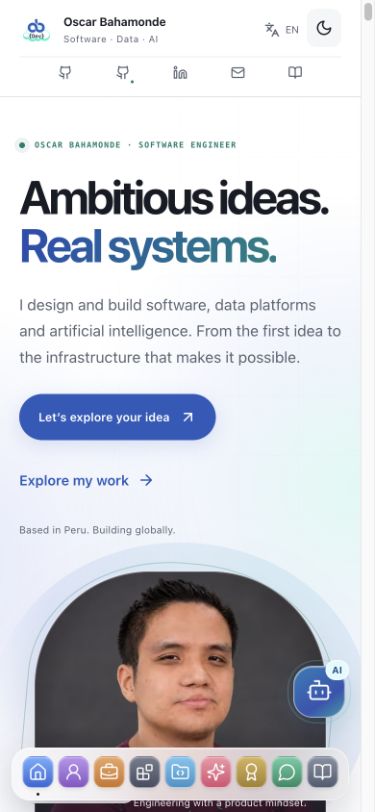 db
{Dev}
Oscar Bahamonde
Software · Data · AI
EN
OSCAR BAHAMONDE · SOFTWARE ENGINEER
Ambitious ideas.
Real systems.
I design and build software, data platforms
and artificial intelligence. From the first idea to
the infrastructure that makes it possible.
Let's explore your idea
Explore my work
Based in Peru. Building globally.
AI
Engineering with a product mindset.